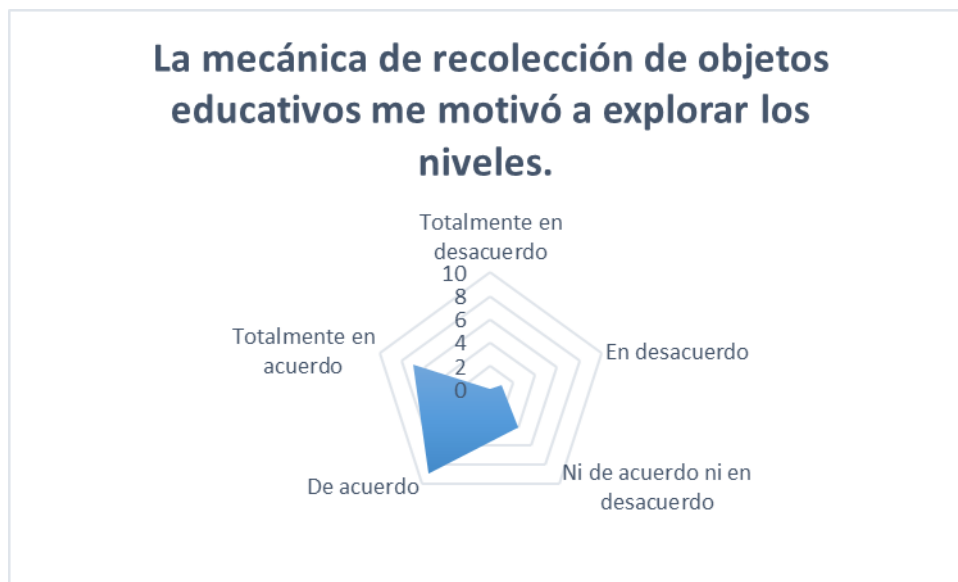 La mecánica de recolección de objetos
educativos me motivó a explorar los
niveles.
Totalmente en
desacuerdo
10
8
6
4
2
0
En desacuerdo
Ni de acuerdo ni en
desacuerdo
De acuerdo
Totalmente en
acuerdo